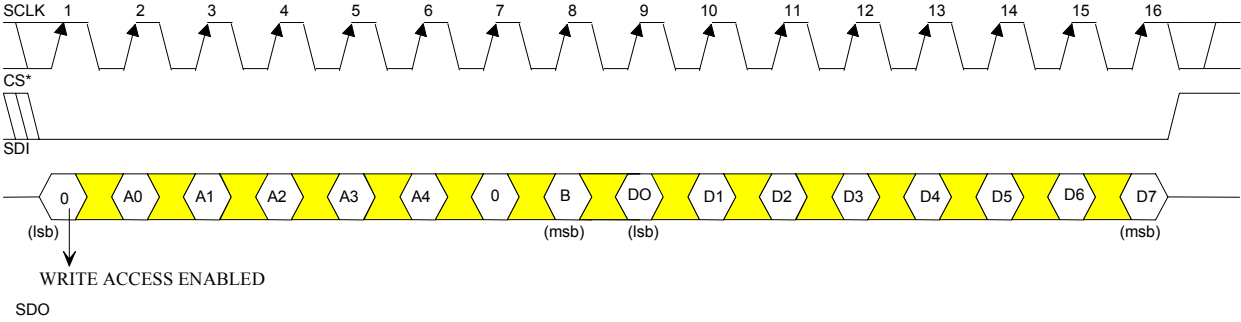 SCLK 1 2 3 4 5 6 7 8 9 10 11 12 13 14 15 16
CS*
SDI
0 A0 A1 A2 A3 A4 0 B DO D1 D2 D3 D4 D5 D6 D7
(lsb) (msb) (lsb) (msb)
WRITE ACCESS ENABLED
SDO